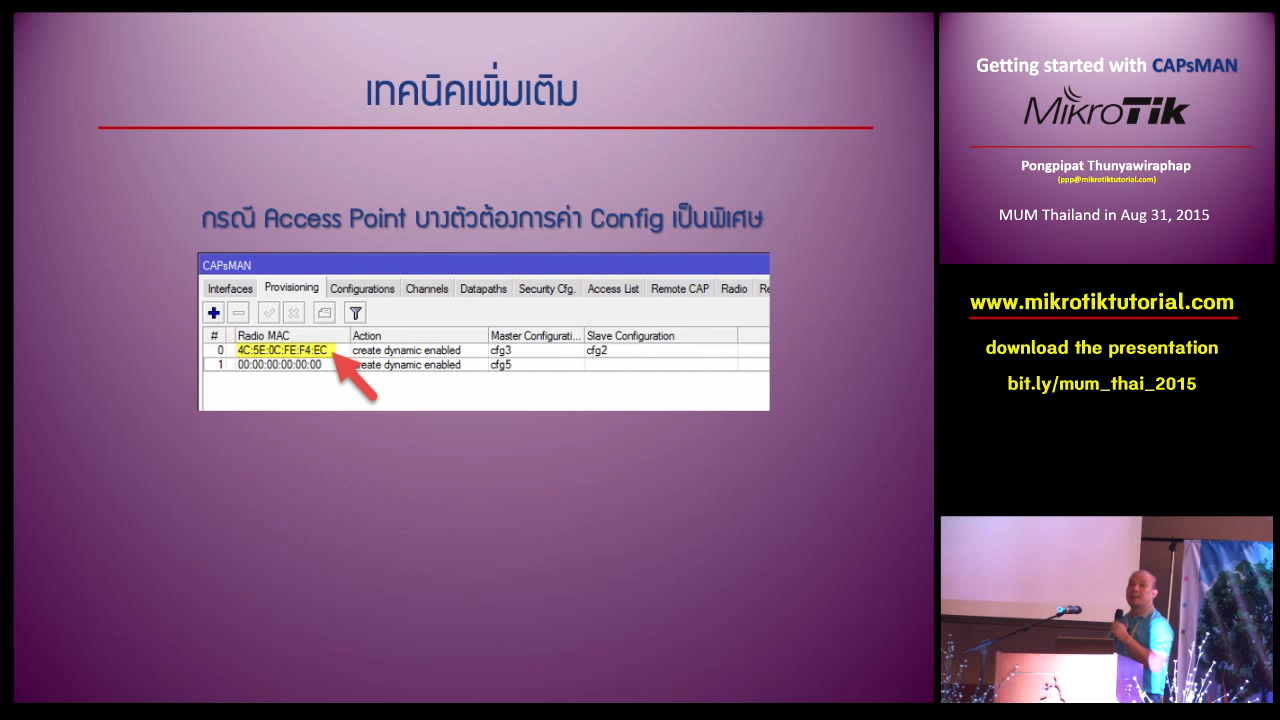 เทคนิคเพิ่มเติม
กรณี Access Point บางตัวต้องการค่า Config เป็นพิเศษ
CAPsMAN
Interfaces Provisioning Configurations Channels Datapaths Security Cfg. Access List Remote CAP Radio Re
# Radio MAC Action Master Configurati... Slave Configuration
0 4C:5E:0C:FE:F4:EC create dynamic enabled cfg3 cfg2
1 00:00:00:00:00:00 create dynamic enabled cfg5
Getting started with CAPsMAN
MikroTik
Pongpipat Thunyawiraphap
(ppp@mikrotiktutorial.com)
MUM Thailand in Aug 31, 2015
www.mikrotiktutorial.com
download the presentation
bit.ly/mum_thai_2015